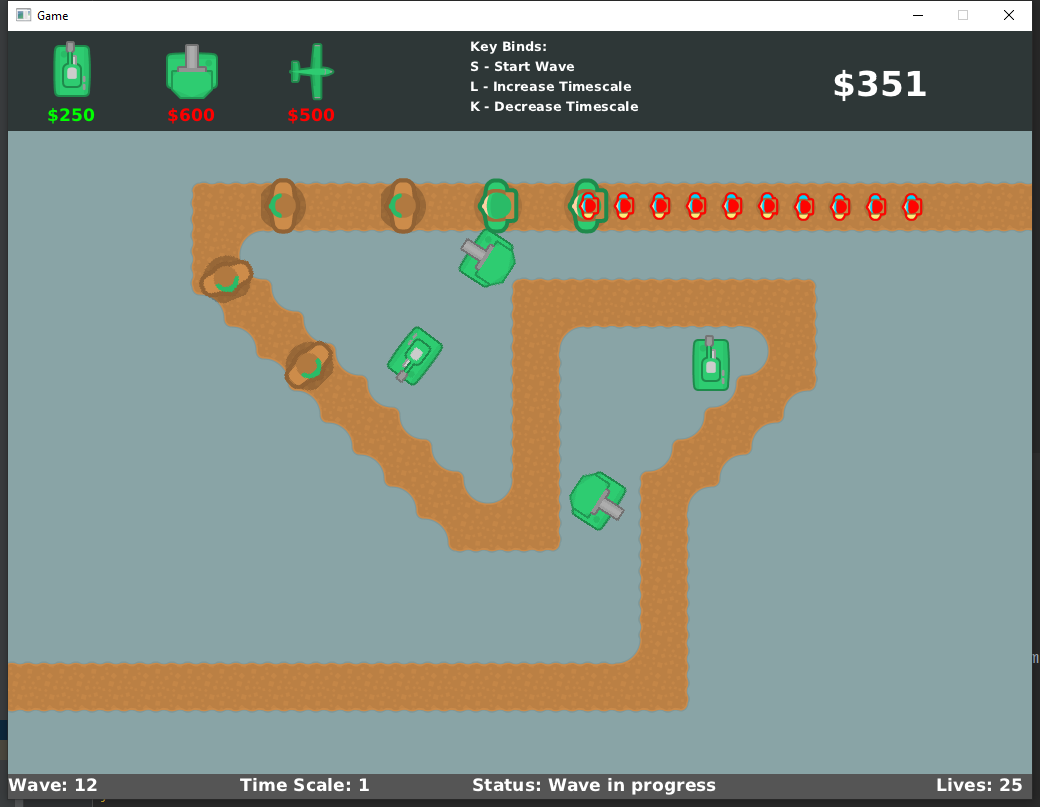 Game
$250
$600
$500
Key Binds:
S - Start Wave
L - Increase Timescale
K - Decrease Timescale
$351
Wave: 12
Time Scale: 1
Status: Wave in progress
Lives: 25